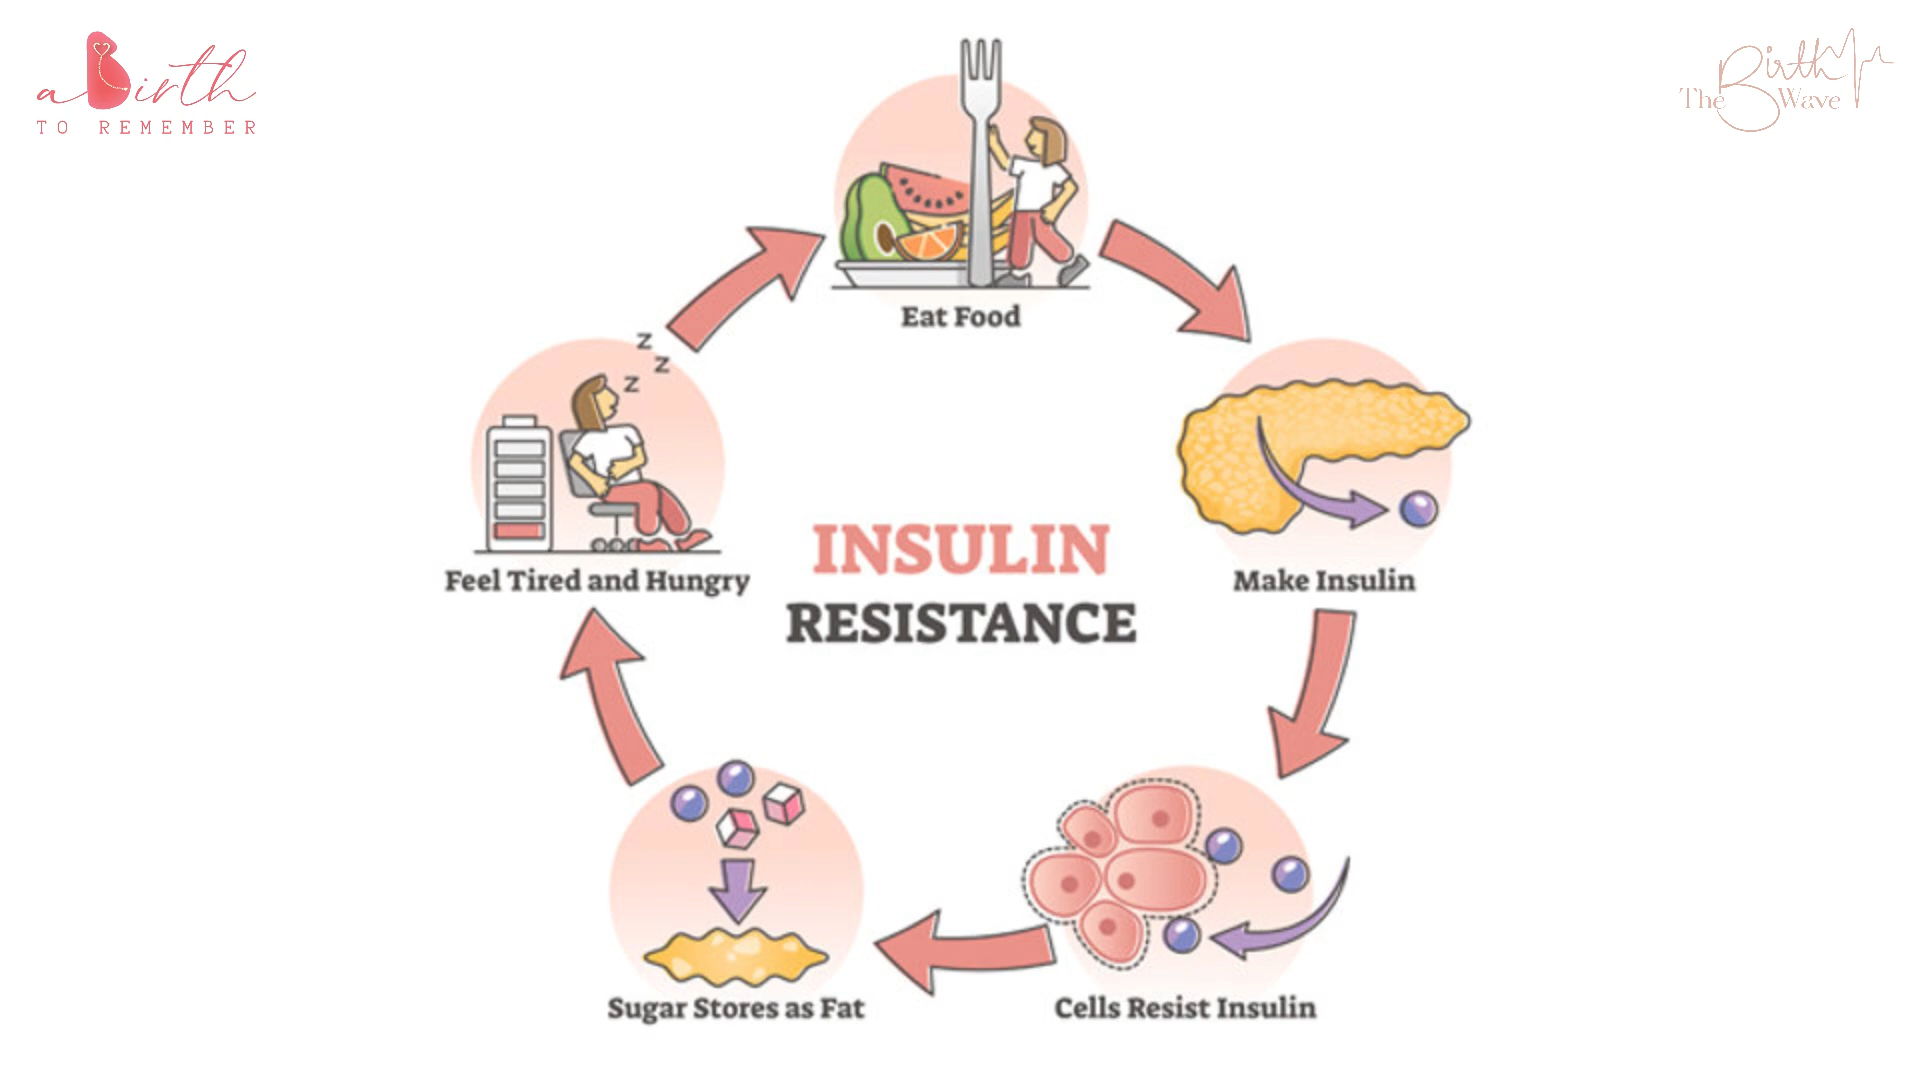 aBirth
TO REMEMBER
The Birth Wave
Eat Food
z
z
z
Feel Tired and Hungry
Make Insulin
INSULIN
RESISTANCE
Sugar Stores as Fat
Cells Resist Insulin